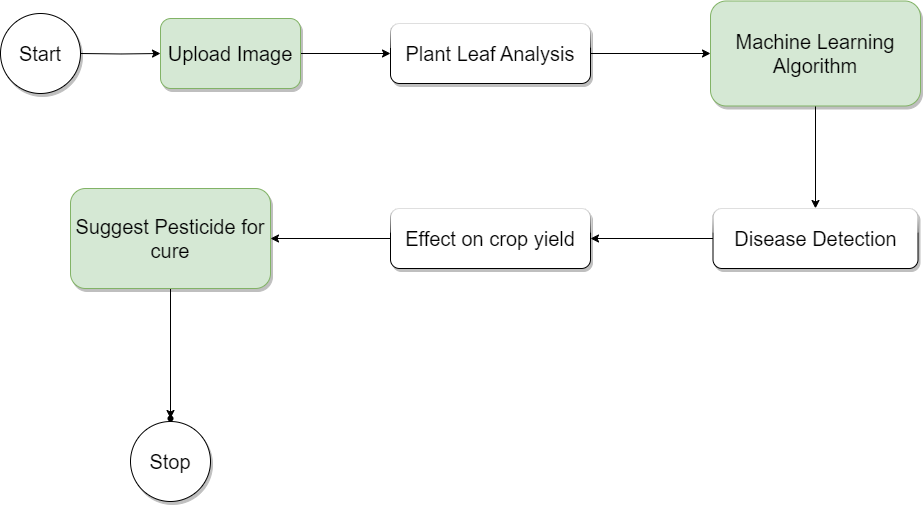 Start
Upload Image
Plant Leaf Analysis
Machine Learning
Algorithm
Disease Detection
Effect on crop yield
Suggest Pesticide for
cure
Stop